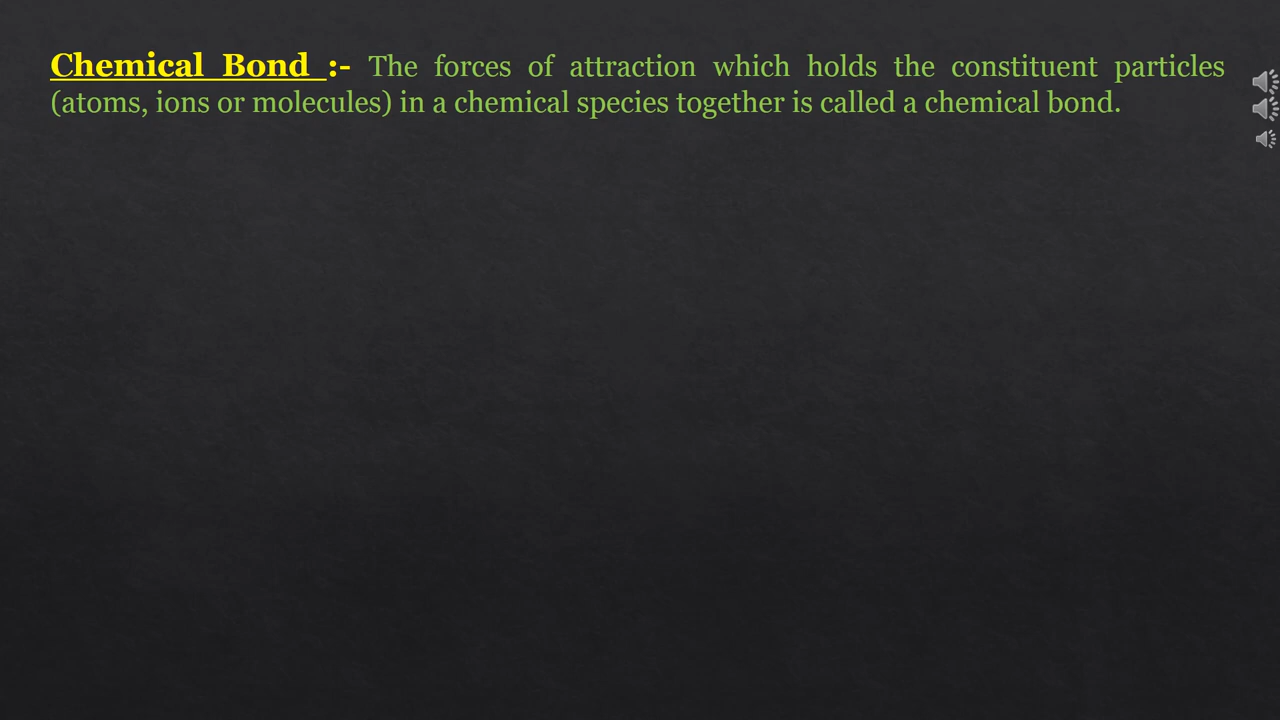 Chemical Bond :- The forces of attraction which holds the constituent particles
(atoms, ions or molecules) in a chemical species together is called a chemical bond.